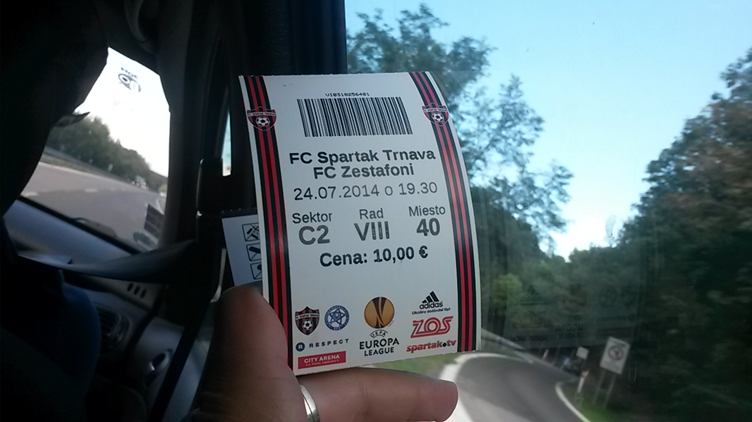 V10518256401
FC Spartak Trnava
FC Zestafoni
24.07.2014 o 19.30
Sektor Rad Miesto
C2 VIII 40
Cena: 10,00 €
adidas
RESPECT
UEFA
EUROPA
LEAGUE
ZOS
CITY ARENA
spartak.tv